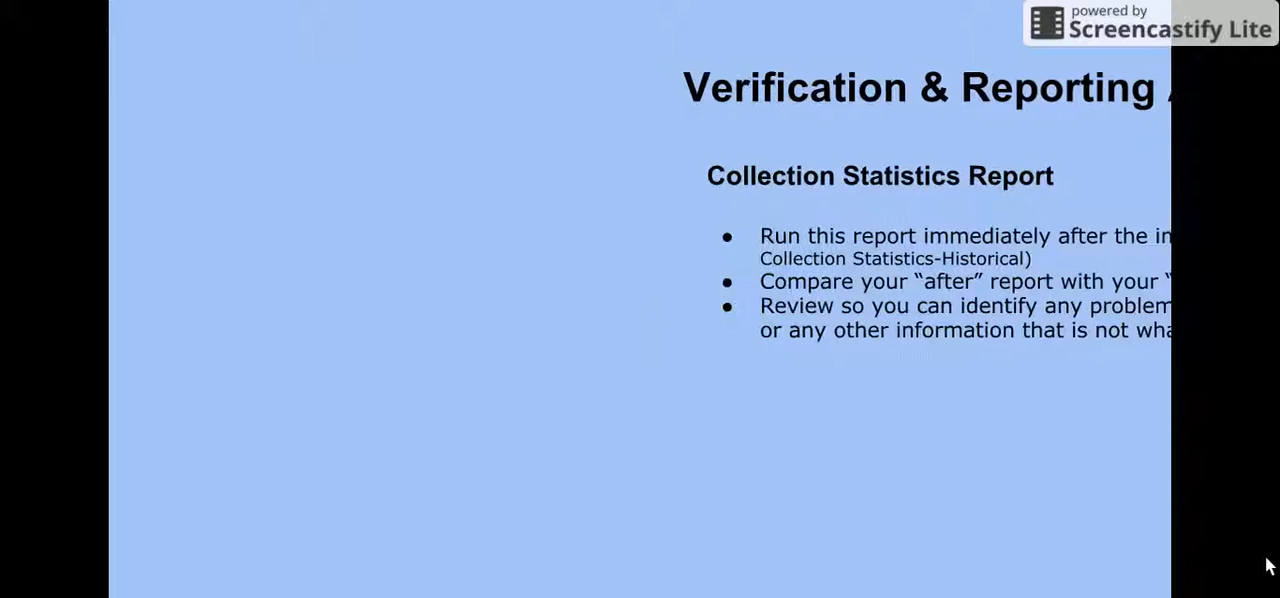 powered by
Screencastify Lite
Verification & Reporting
Collection Statistics Report
● Run this report immediately after the
Collection Statistics-Historical)
● Compare your “after” report with your “
● Review so you can identify any problem
or any other information that is not